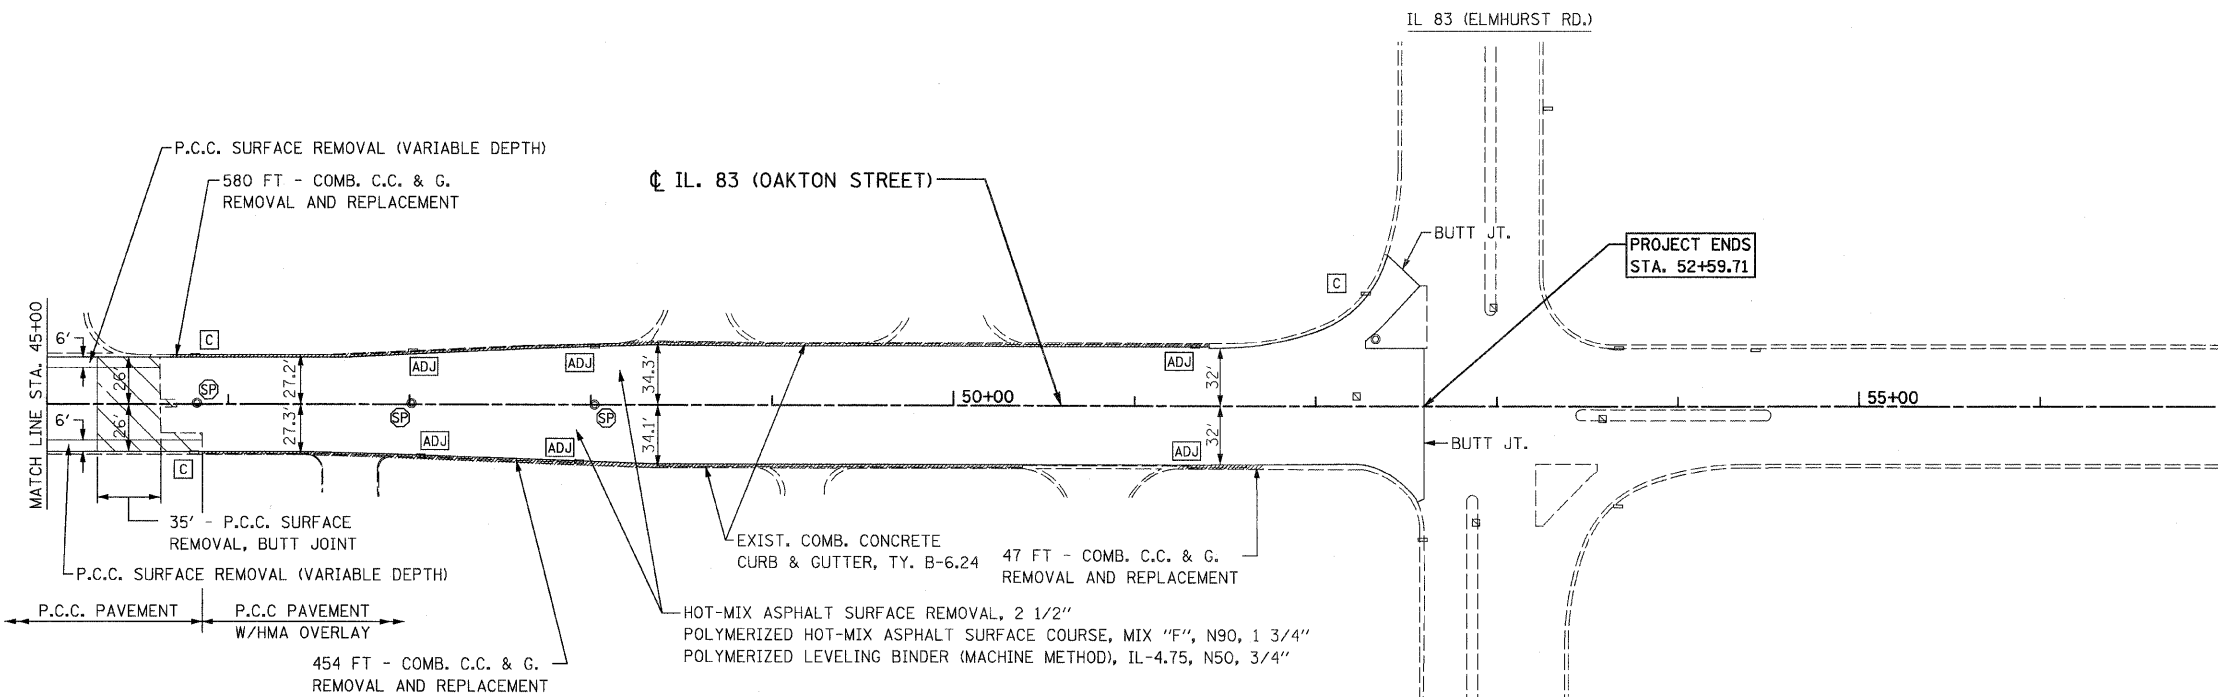 IL 83 (ELMHURST RD.)
P.C.C. SURFACE REMOVAL (VARIABLE DEPTH)
580 FT - COMB. C.C. & G.
REMOVAL AND REPLACEMENT
℄ IL. 83 (OAKTON STREET)
BUTT JT.
PROJECT ENDS
STA. 52+59.71
MATCH LINE STA. 45+00
6'
26'
C
SP
27.2'
ADJ
ADJ
34.3'
ADJ
32'
C
50+00
55+00
6'
26'
C
27.3'
SP
ADJ
SP
ADJ
34.1'
ADJ
32'
BUTT JT.
35' - P.C.C. SURFACE
REMOVAL, BUTT JOINT
P.C.C. SURFACE REMOVAL (VARIABLE DEPTH)
P.C.C. PAVEMENT
P.C.C PAVEMENT
W/HMA OVERLAY
EXIST. COMB. CONCRETE
CURB & GUTTER, TY. B-6.24
47 FT - COMB. C.C. & G.
REMOVAL AND REPLACEMENT
HOT-MIX ASPHALT SURFACE REMOVAL, 2 1/2"
POLYMERIZED HOT-MIX ASPHALT SURFACE COURSE, MIX "F", N90, 1 3/4"
POLYMERIZED LEVELING BINDER (MACHINE METHOD), IL-4.75, N50, 3/4"
454 FT - COMB. C.C. & G.
REMOVAL AND REPLACEMENT